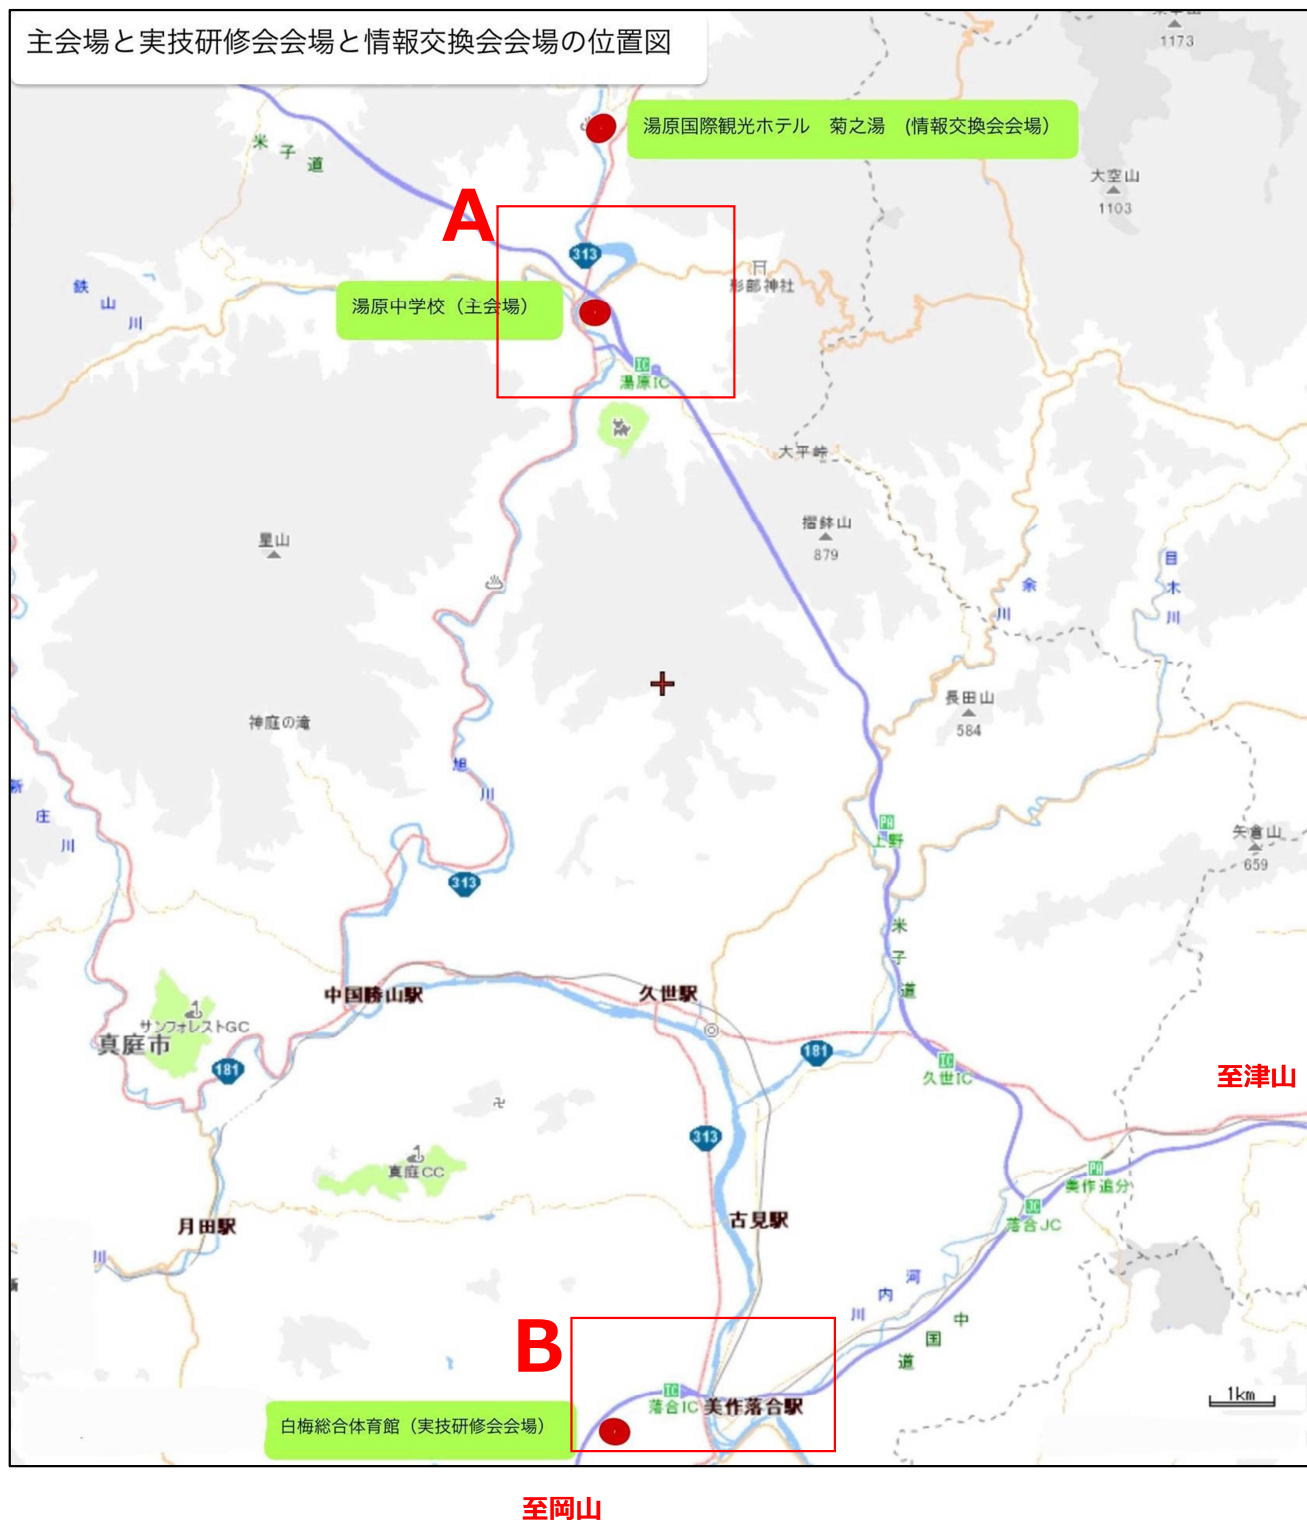 主会場と実技研修会会場と情報交換会会場の位置図
1173
湯原国際観光ホテル　菊之湯　(情報交換会会場）
米子道
大空山
1103
A
313
形部神社
鉄山川
湯原中学校（主会場）
IC
湯原IC
大平峠
摺鉢山
879
星山
目木川
余川
長田山
584
神庭の滝
旭川
新庄川
PA
上野
矢倉山
659
313
米子道
中国勝山駅
久世駅
サンフォレストGC
真庭市
181
181
IC
久世IC
至津山
313
真庭CC
PA
美作追分
月田駅
古見駅
JC
落合JC
川
河内川
中国道
B
IC
落合IC
美作落合駅
1km
白梅総合体育館（実技研修会会場）
至岡山